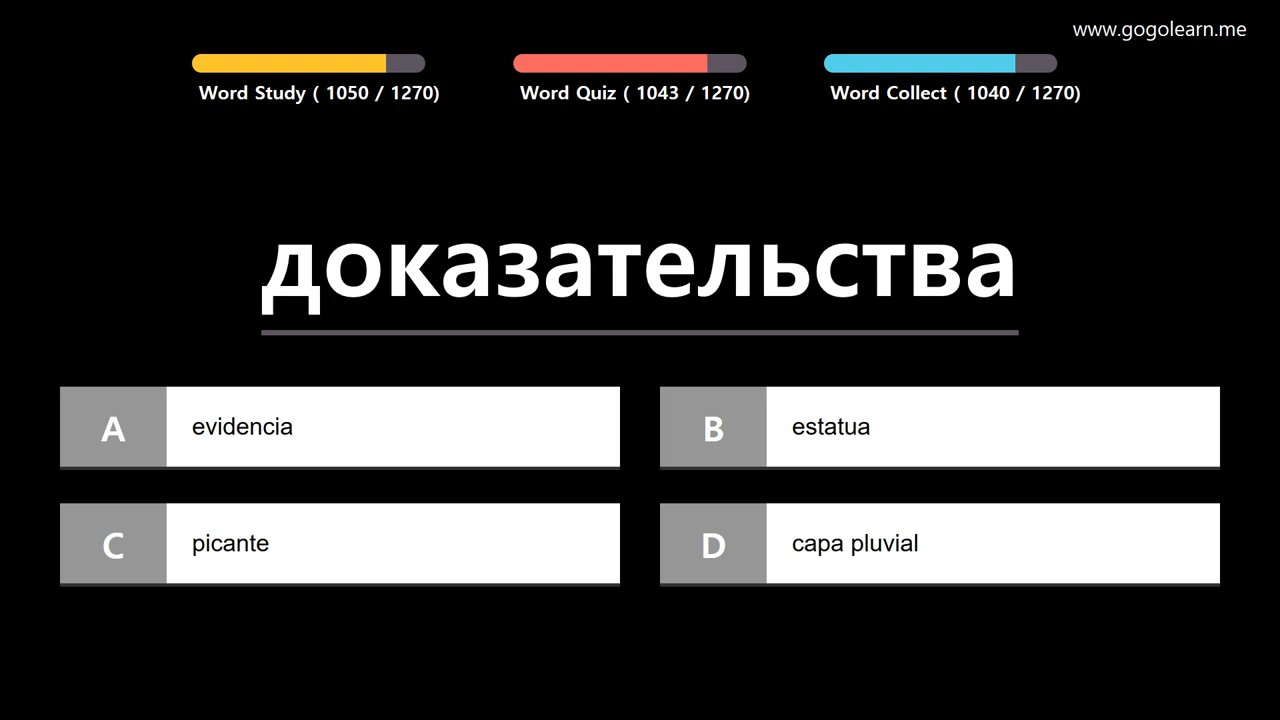 www.gogolearn.me
Word Study ( 1050 / 1270)
Word Quiz ( 1043 / 1270)
Word Collect ( 1040 / 1270)
доказательства
A evidencia
B estatua
C picante
D capa pluvial